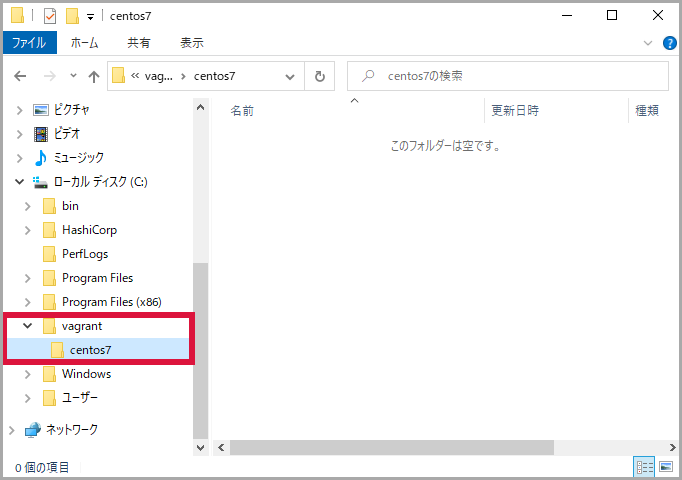 centos7
ファイル ホーム 共有 表示
« vag... › centos7
centos7の検索
ピクチャ
ビデオ
ミュージック
ローカル ディスク (C:)
bin
HashiCorp
PerfLogs
Program Files
Program Files (x86)
vagrant
centos7
Windows
ユーザー
ネットワーク
名前 更新日時 種類
このフォルダーは空です。
0 個の項目